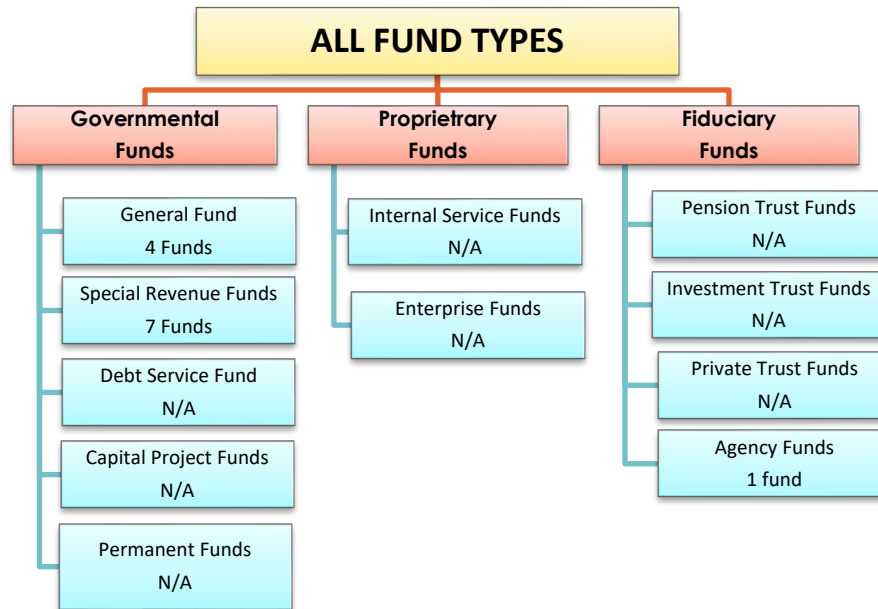 ALL FUND TYPES
Governmental
Funds
General Fund
4 Funds
Special Revenue Funds
7 Funds
Debt Service Fund
N/A
Capital Project Funds
N/A
Permanent Funds
N/A
Proprietrary
Funds
Internal Service Funds
N/A
Enterprise Funds
N/A
Fiduciary
Funds
Pension Trust Funds
N/A
Investment Trust Funds
N/A
Private Trust Funds
N/A
Agency Funds
1 fund